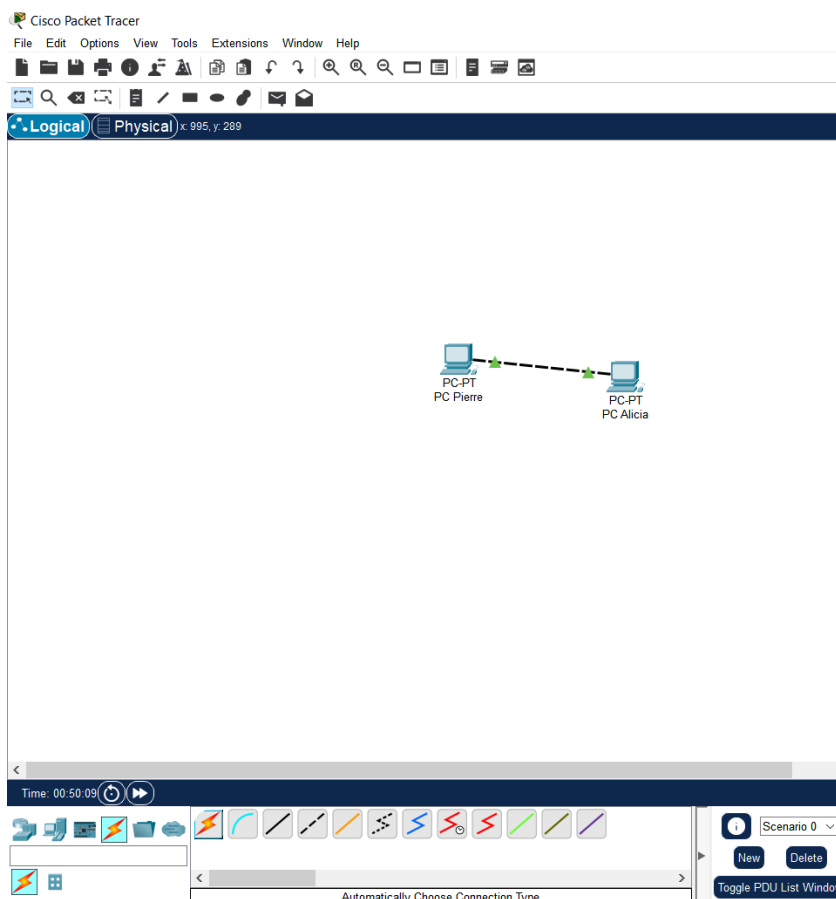 Cisco Packet Tracer
File Edit Options View Tools Extensions Window Help
Logical Physical x: 995, y: 289
PC-PT
PC Pierre
PC-PT
PC Alicia
Time: 00:50:09
Scenario 0
New Delete
Toggle PDU List Window
Automatically Choose Connection Type